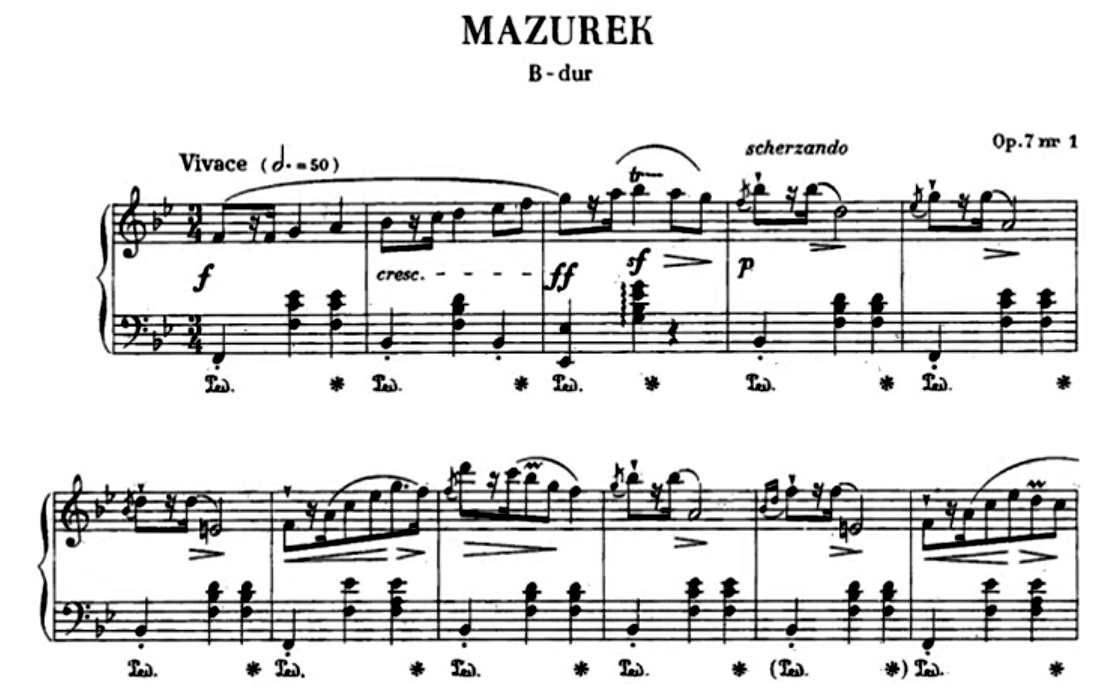 MAZUREK
B-dur
Op. 7 nr 1
Vivace (𝅗𝅥. = 50)
scherzando
tr
f cresc. ff sf p
Ped. * Ped. * Ped. * Ped. * Ped. *
Ped. * Ped. * Ped. * Ped. * (Ped. *) Ped. *